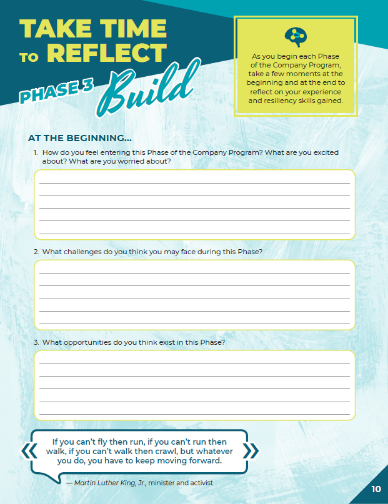 TAKE TIME
TO REFLECT
PHASE 3
Build
As you begin each Phase
of the Company Program,
take a few moments at the
beginning and at the end to
reflect on your experience
and resiliency skills gained.
AT THE BEGINNING...
1. How do you feel entering this Phase of the Company Program? What are you excited
about? What are you worried about?
2. What challenges do you think you may face during this Phase?
3. What opportunities do you think exist in this Phase?
If you can't fly then run, if you can't run then
walk, if you can't walk then crawl, but whatever
you do, you have to keep moving forward.
— Martin Luther King, Jr., minister and activist
10